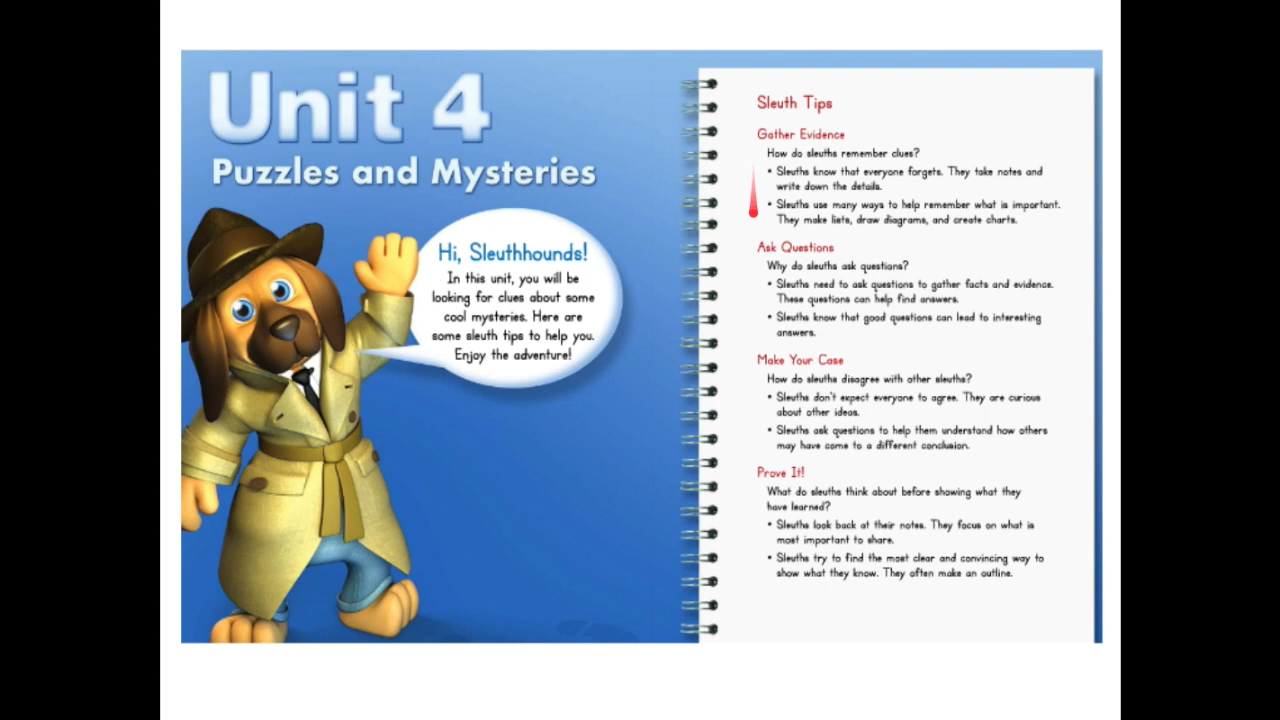 Unit 4
Puzzles and Mysteries
Hi, Sleuthhounds!
In this unit, you will be
looking for clues about some
cool mysteries. Here are
some sleuth tips to help you.
Enjoy the adventure!
Sleuth Tips
Gather Evidence
How do sleuths remember clues?
• Sleuths know that everyone forgets. They take notes and
write down the details.
• Sleuths use many ways to help remember what is important.
They make lists, draw diagrams, and create charts.
Ask Questions
Why do sleuths ask questions?
• Sleuths need to ask questions to gather facts and evidence.
These questions can help find answers.
• Sleuths know that good questions can lead to interesting
answers.
Make Your Case
How do sleuths disagree with other sleuths?
• Sleuths don't expect everyone to agree. They are curious
about other ideas.
• Sleuths ask questions to help them understand how others
may have come to a different conclusion.
Prove It!
What do sleuths think about before showing what they
have learned?
• Sleuths look back at their notes. They focus on what is
most important to share.
• Sleuths try to find the most clear and convincing way to
show what they know. They often make an outline.